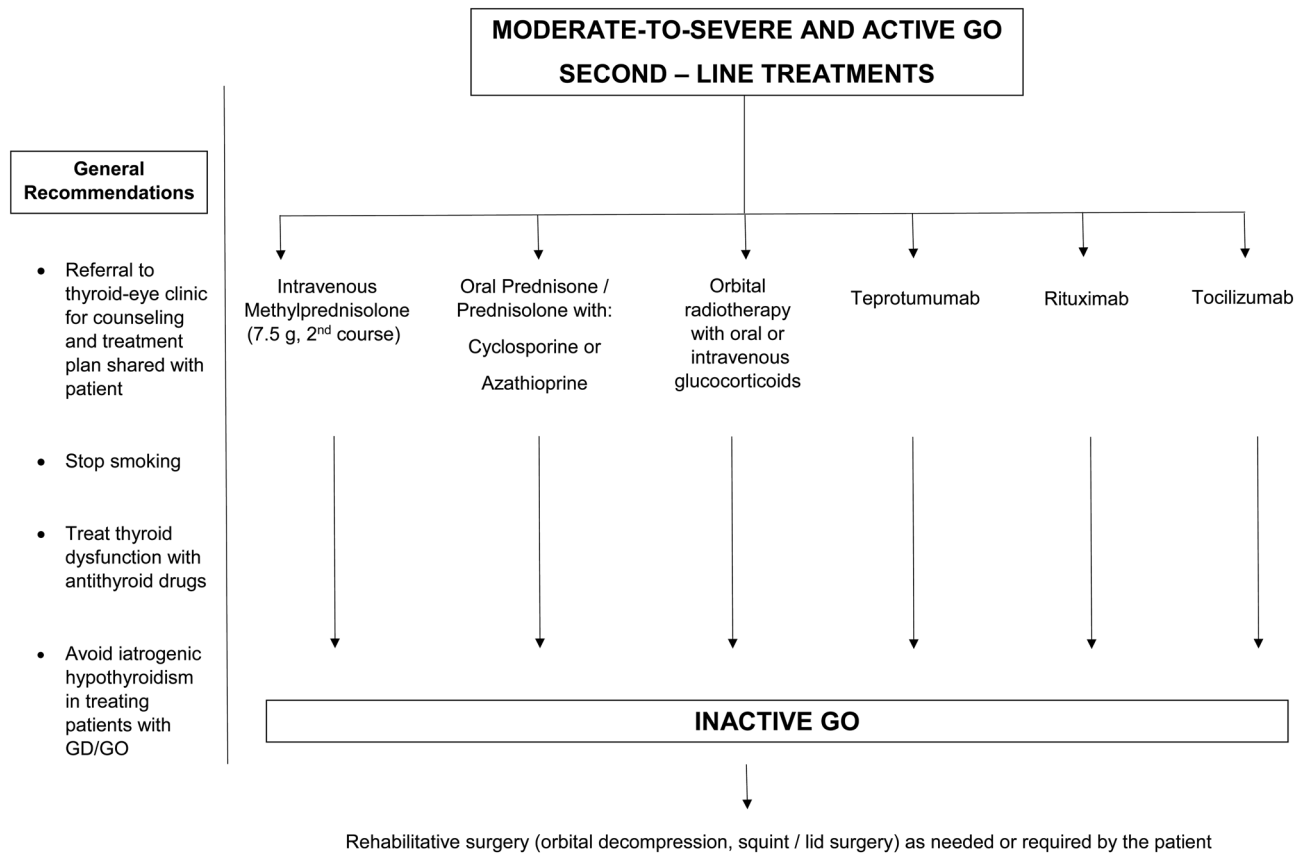 MODERATE-TO-SEVERE AND ACTIVE GO
SECOND – LINE TREATMENTS
General
Recommendations
• Referral to
thyroid-eye clinic
for counseling
and treatment
plan shared with
patient
• Stop smoking
• Treat thyroid
dysfunction with
antithyroid drugs
• Avoid iatrogenic
hypothyroidism
in treating
patients with
GD/GO
Intravenous
Methylprednisolone
(7.5 g, 2nd course)
Oral Prednisone /
Prednisolone with:
Cyclosporine or
Azathioprine
Orbital
radiotherapy
with oral or
intravenous
glucocorticoids
Teprotumumab
Rituximab
Tocilizumab
INACTIVE GO
Rehabilitative surgery (orbital decompression, squint / lid surgery) as needed or required by the patient